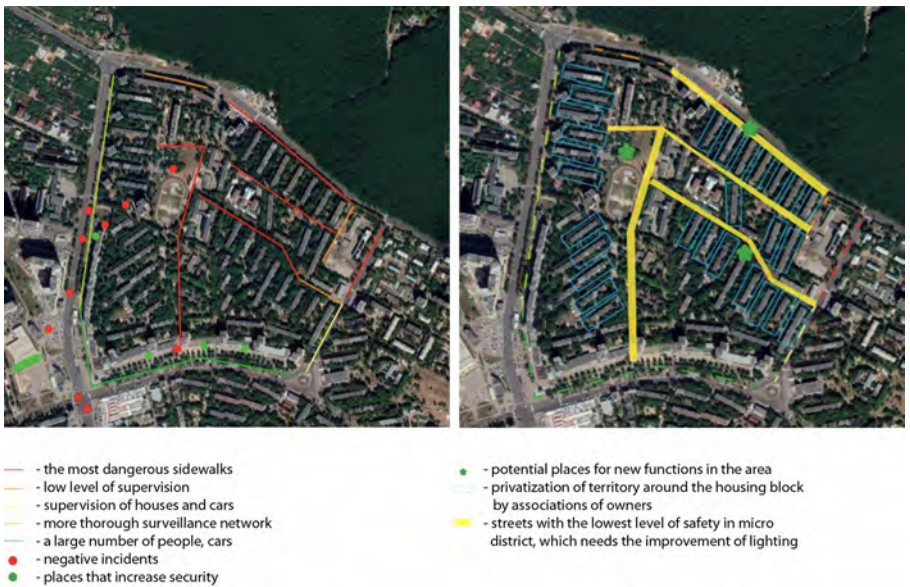 - the most dangerous sidewalks
- low level of supervision
- supervision of houses and cars
- more thorough surveillance network
- a large number of people, cars
- negative incidents
- places that increase security
- potential places for new functions in the area
- privatization of territory around the housing block
by associations of owners
- streets with the lowest level of safety in micro
district, which needs the improvement of lighting